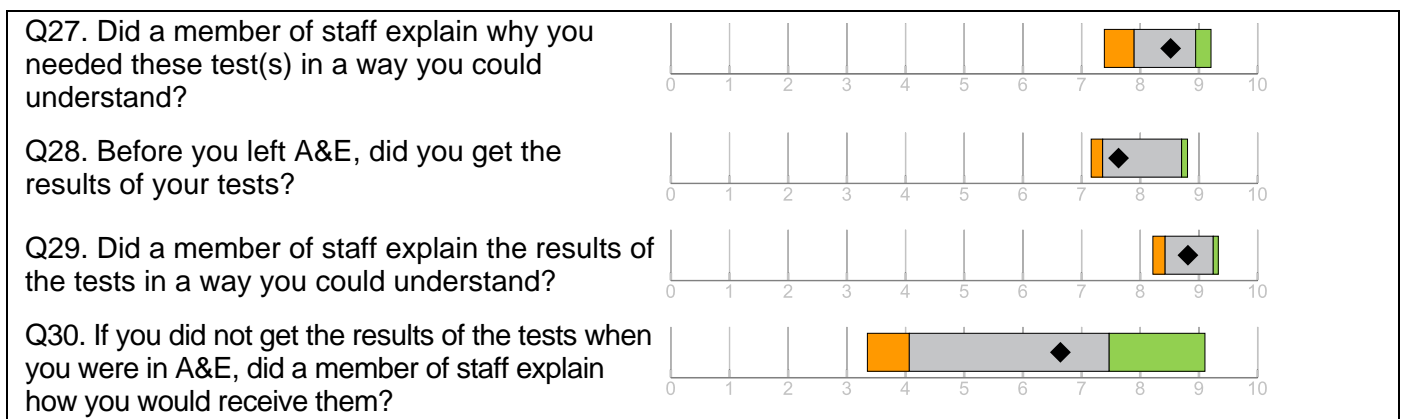 Q27. Did a member of staff explain why you
needed these test(s) in a way you could
understand?
0 1 2 3 4 5 6 7 8 9 10
Q28. Before you left A&E, did you get the
results of your tests?
0 1 2 3 4 5 6 7 8 9 10
Q29. Did a member of staff explain the results of
the tests in a way you could understand?
0 1 2 3 4 5 6 7 8 9 10
Q30. If you did not get the results of the tests when
you were in A&E, did a member of staff explain
how you would receive them?
0 1 2 3 4 5 6 7 8 9 10